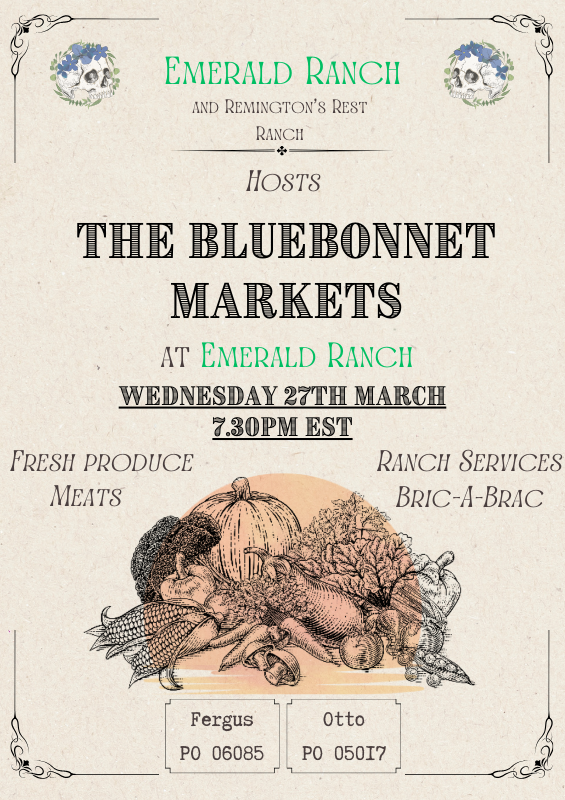 Emerald Ranch
and Remington's Rest
Ranch
Hosts
THE BLUEBONNET
MARKETS
at Emerald Ranch
WEDNESDAY 27TH MARCH
7.30PM EST
Fresh produce
Meats
Ranch Services
Bric-A-Brac
Fergus
PO 06085
Otto
PO 05017